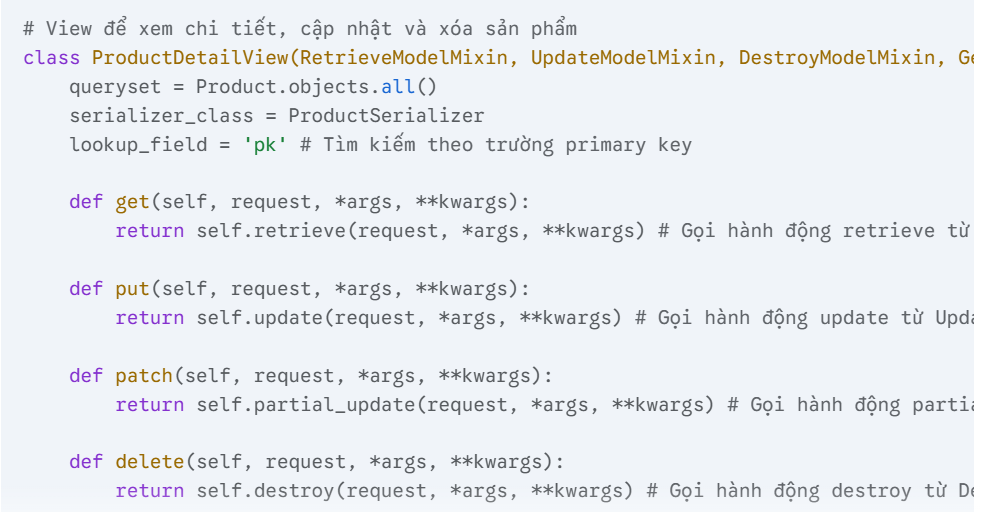 # View để xem chi tiết, cập nhật và xóa sản phẩm
class ProductDetailView(RetrieveModelMixin, UpdateModelMixin, DestroyModelMixin, Ge
    queryset = Product.objects.all()
    serializer_class = ProductSerializer
    lookup_field = 'pk' # Tìm kiếm theo trường primary key
    def get(self, request, *args, **kwargs):
        return self.retrieve(request, *args, **kwargs) # Gọi hành động retrieve từ
    def put(self, request, *args, **kwargs):
        return self.update(request, *args, **kwargs) # Gọi hành động update từ Upda
    def patch(self, request, *args, **kwargs):
        return self.partial_update(request, *args, **kwargs) # Gọi hành động partia
    def delete(self, request, *args, **kwargs):
        return self.destroy(request, *args, **kwargs) # Gọi hành động destroy từ De